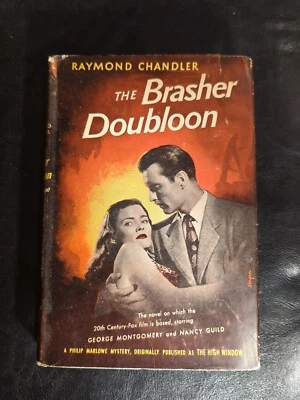 RAYMOND CHANDLER
THE Brasher
Doubloon
The novel on which the
20th Century-Fox film is based, starring
GEORGE MONTGOMERY and NANCY GUILD
A PHILIP MARLOWE MYSTERY, ORIGINALLY PUBLISHED AS THE HIGH WINDOW